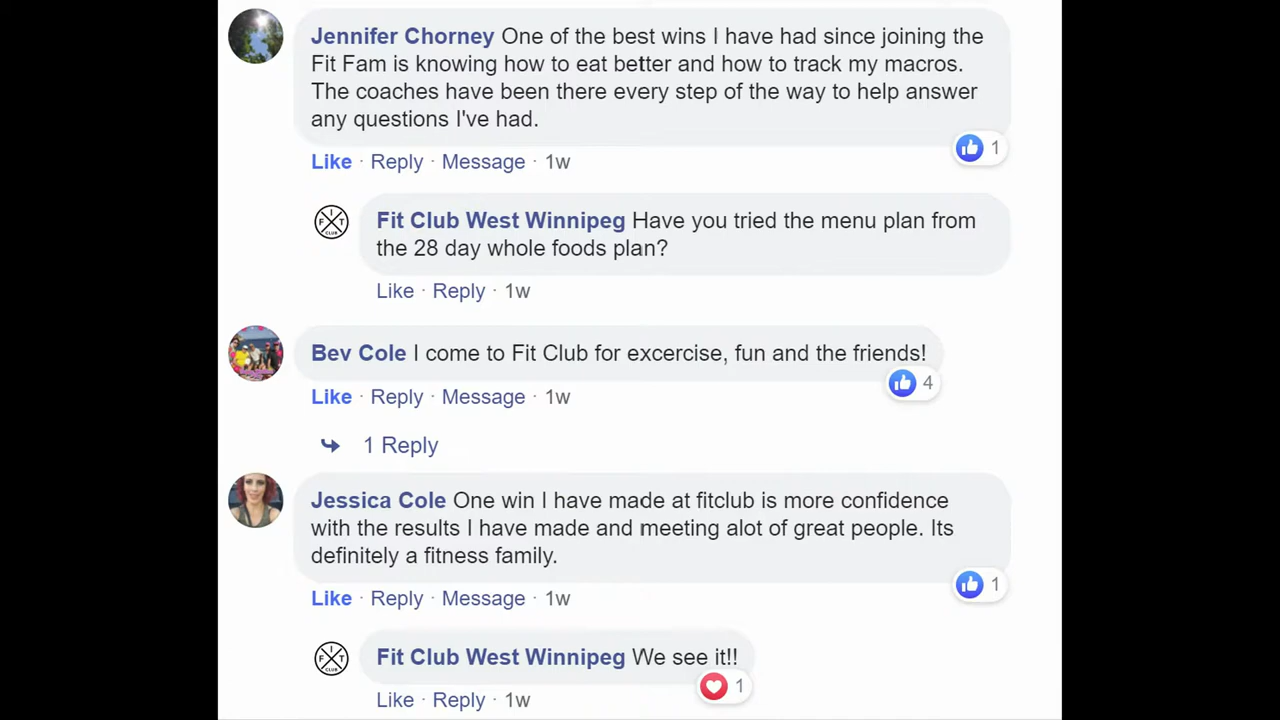 Jennifer Chorney One of the best wins I have had since joining the
Fit Fam is knowing how to eat better and how to track my macros.
The coaches have been there every step of the way to help answer
any questions I've had.
1
Like · Reply · Message · 1w
FIT CLUB
Fit Club West Winnipeg Have you tried the menu plan from
the 28 day whole foods plan?
Like · Reply · 1w
Bev Cole I come to Fit Club for excercise, fun and the friends!
4
Like · Reply · Message · 1w
1 Reply
Jessica Cole One win I have made at fitclub is more confidence
with the results I have made and meeting alot of great people. Its
definitely a fitness family.
1
Like · Reply · Message · 1w
FIT CLUB
Fit Club West Winnipeg We see it!!
1
Like · Reply · 1w